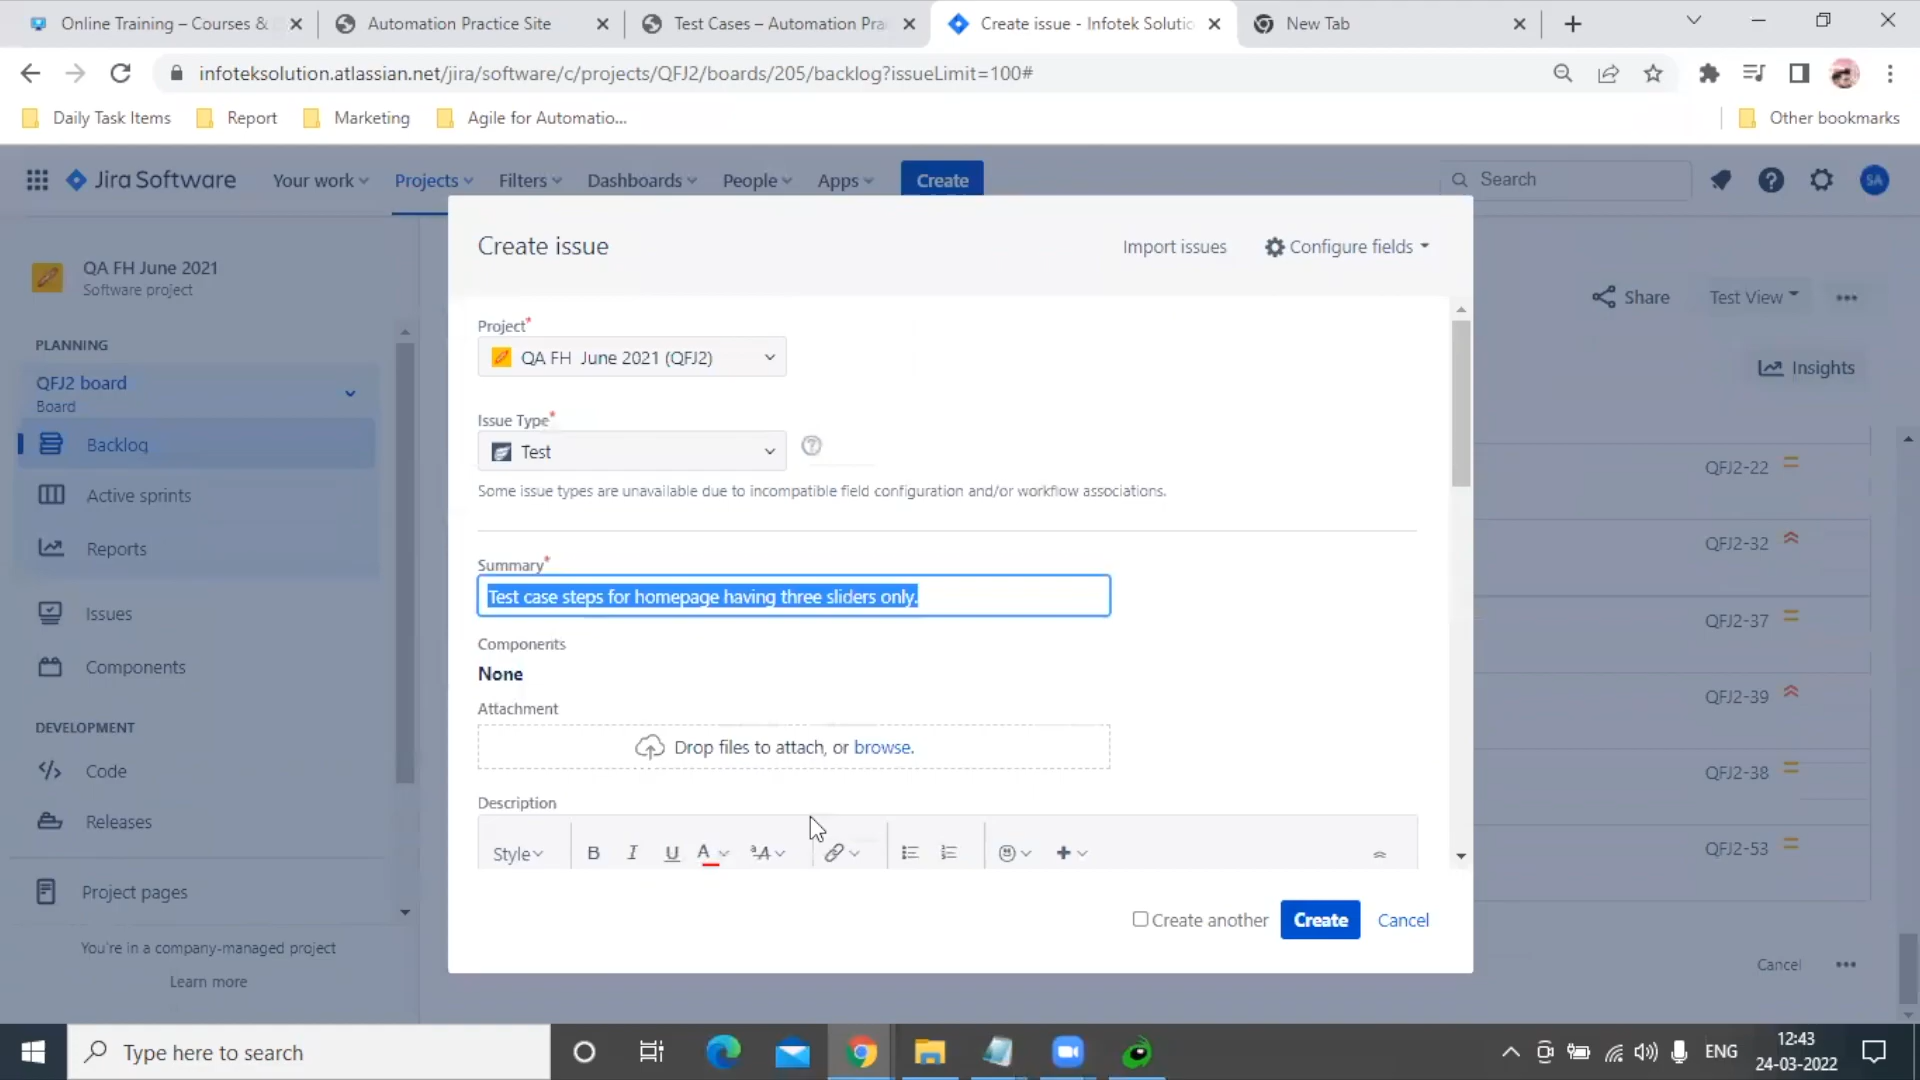 Online Training – Courses &
Automation Practice Site
Test Cases – Automation Pra
Create issue - Infotek Solutio
New Tab
infoteksolution.atlassian.net/jira/software/c/projects/QFJ2/boards/205/backlog?issueLimit=100#
Daily Task Items
Report
Marketing
Agile for Automatio...
Other bookmarks
Jira Software
Your work
Projects
Filters
Dashboards
People
Apps
Create
Search
SA
QA FH June 2021
Software project
PLANNING
QFJ2 board
Board
Backlog
Active sprints
Reports
Issues
Components
DEVELOPMENT
Code
Releases
Project pages
You're in a company-managed project
Learn more
Create issue
Import issues
Configure fields
Project*
QA FH June 2021 (QFJ2)
Issue Type*
Test
Some issue types are unavailable due to incompatible field configuration and/or workflow associations.
Summary*
Test case steps for homepage having three sliders only.
Components
None
Attachment
Drop files to attach, or browse.
Description
Style
B I U A ªA
Create another
Create
Cancel
Share
Test View
Insights
QFJ2-22
QFJ2-32
QFJ2-37
QFJ2-39
QFJ2-38
QFJ2-53
Cancel
Type here to search
ENG
12:43
24-03-2022